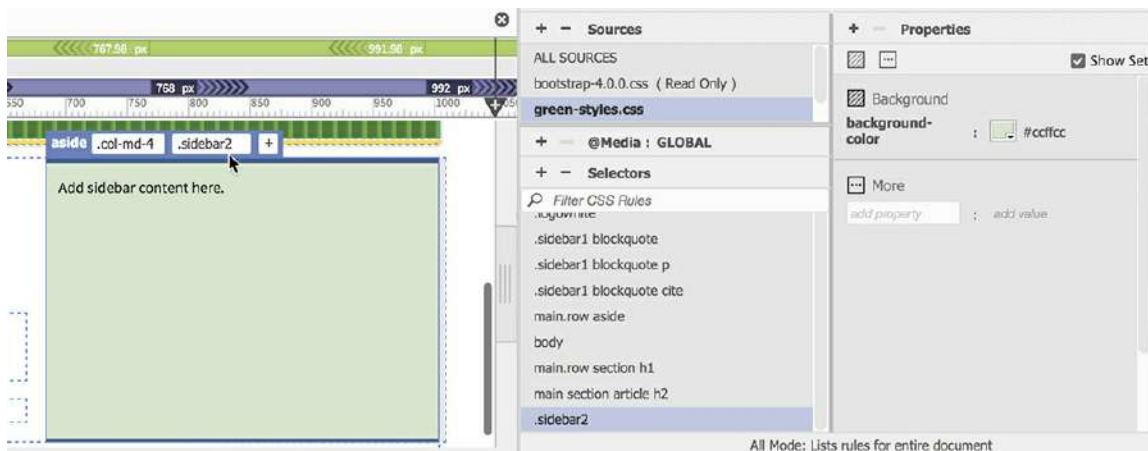 767.98 px
991.98 px
768 px
992 px
700
750
800
850
900
950
1000
aside .col-md-4 .sidebar2 +
Add sidebar content here.
+ − Sources
ALL SOURCES
bootstrap-4.0.0.css ( Read Only )
green-styles.css
+ − @Media : GLOBAL
+ − Selectors
Filter CSS Rules
.logowhite
.sidebar1 blockquote
.sidebar1 blockquote p
.sidebar1 blockquote cite
main.row aside
body
main.row section h1
main section article h2
.sidebar2
+ − Properties
Show Set
Background
background-
color : #ccffcc
More
add property : add value
All Mode: Lists rules for entire document